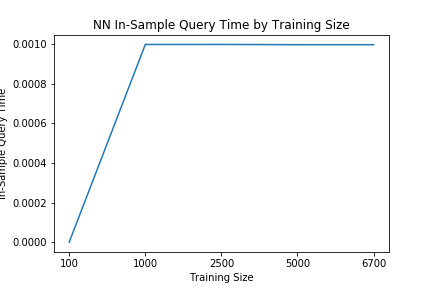 NN In-Sample Query Time by Training Size
0.0010
0.0008
0.0006
0.0004
0.0002
0.0000
In-Sample Query Time
100 1000 2500 5000 6700
Training Size